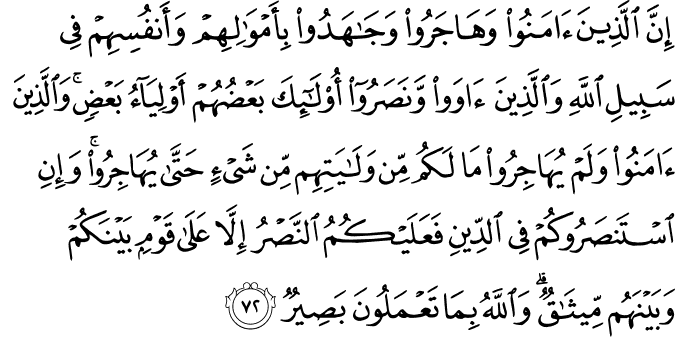 إِنَّ ٱلَّذِينَ ءَامَنُوا۟ وَهَاجَرُوا۟ وَجَـٰهَدُوا۟ بِأَمْوَٰلِهِمْ وَأَنفُسِهِمْ فِى
سَبِيلِ ٱللَّهِ وَٱلَّذِينَ ءَاوَوا۟ وَّنَصَرُوٓا۟ أُو۟لَـٰٓئِكَ بَعْضُهُمْ أَوْلِيَآءُ بَعْضٍ ۚ وَٱلَّذِينَ
ءَامَنُوا۟ وَلَمْ يُهَاجِرُوا۟ مَا لَكُم مِّن وَلَـٰيَتِهِم مِّن شَىْءٍ حَتَّىٰ يُهَاجِرُوا۟ ۚ وَإِنِ
ٱسْتَنصَرُوكُمْ فِى ٱلدِّينِ فَعَلَيْكُمُ ٱلنَّصْرُ إِلَّا عَلَىٰ قَوْمٍۭ بَيْنَكُمْ
وَبَيْنَهُم مِّيثَـٰقٌ ۗ وَٱللَّهُ بِمَا تَعْمَلُونَ بَصِيرٌ ٧٢